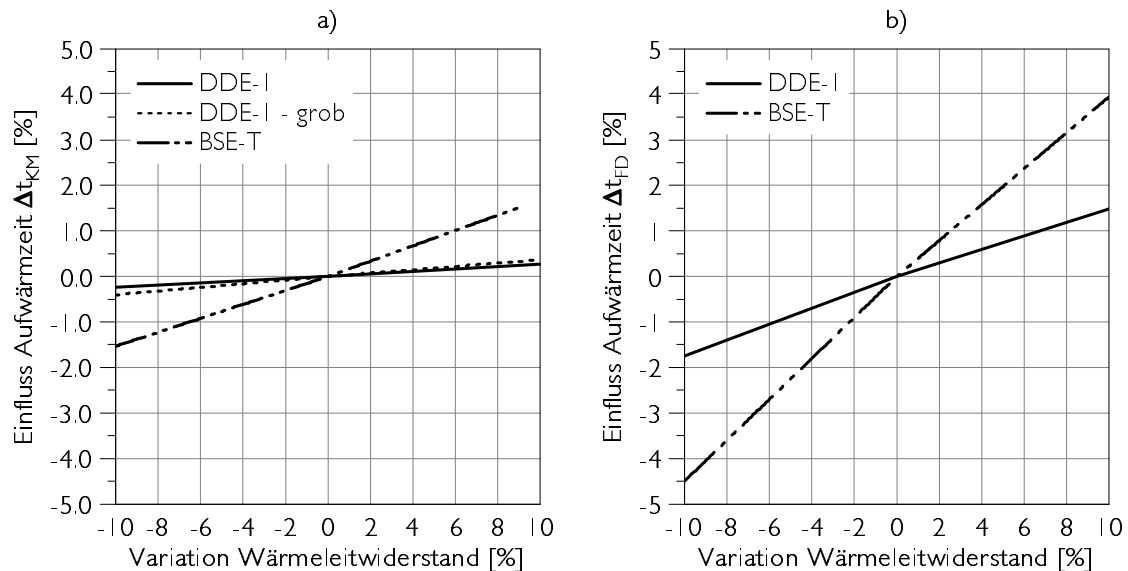 a)
5.0
4.0
3.0
2.0
1.0
0.0
-1.0
-2.0
-3.0
-4.0
-5.0
DDE-1
DDE-1 - grob
BSE-T
Einfluss Aufwärmzeit Δt_KM [%]
-10 -8 -6 -4 -2 0 2 4 6 8 10
Variation Wärmeleitwiderstand [%]
b)
5
4
3
2
1
0
-1
-2
-3
-4
-5
DDE-1
BSE-T
Einfluss Aufwärmzeit Δt_FD [%]
-10 -8 -6 -4 -2 0 2 4 6 8 10
Variation Wärmeleitwiderstand [%]